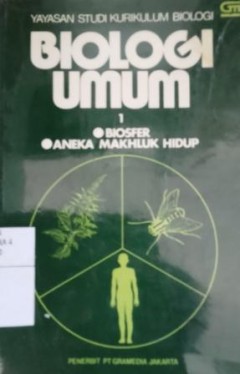 YAYASAN STUDI KURIKULUM BIOLOGI
BIOLOGI
UMUM
1
●BIOSFER
●ANEKA MAKHLUK HIDUP
PENERBIT PT GRAMEDIA JAKARTA